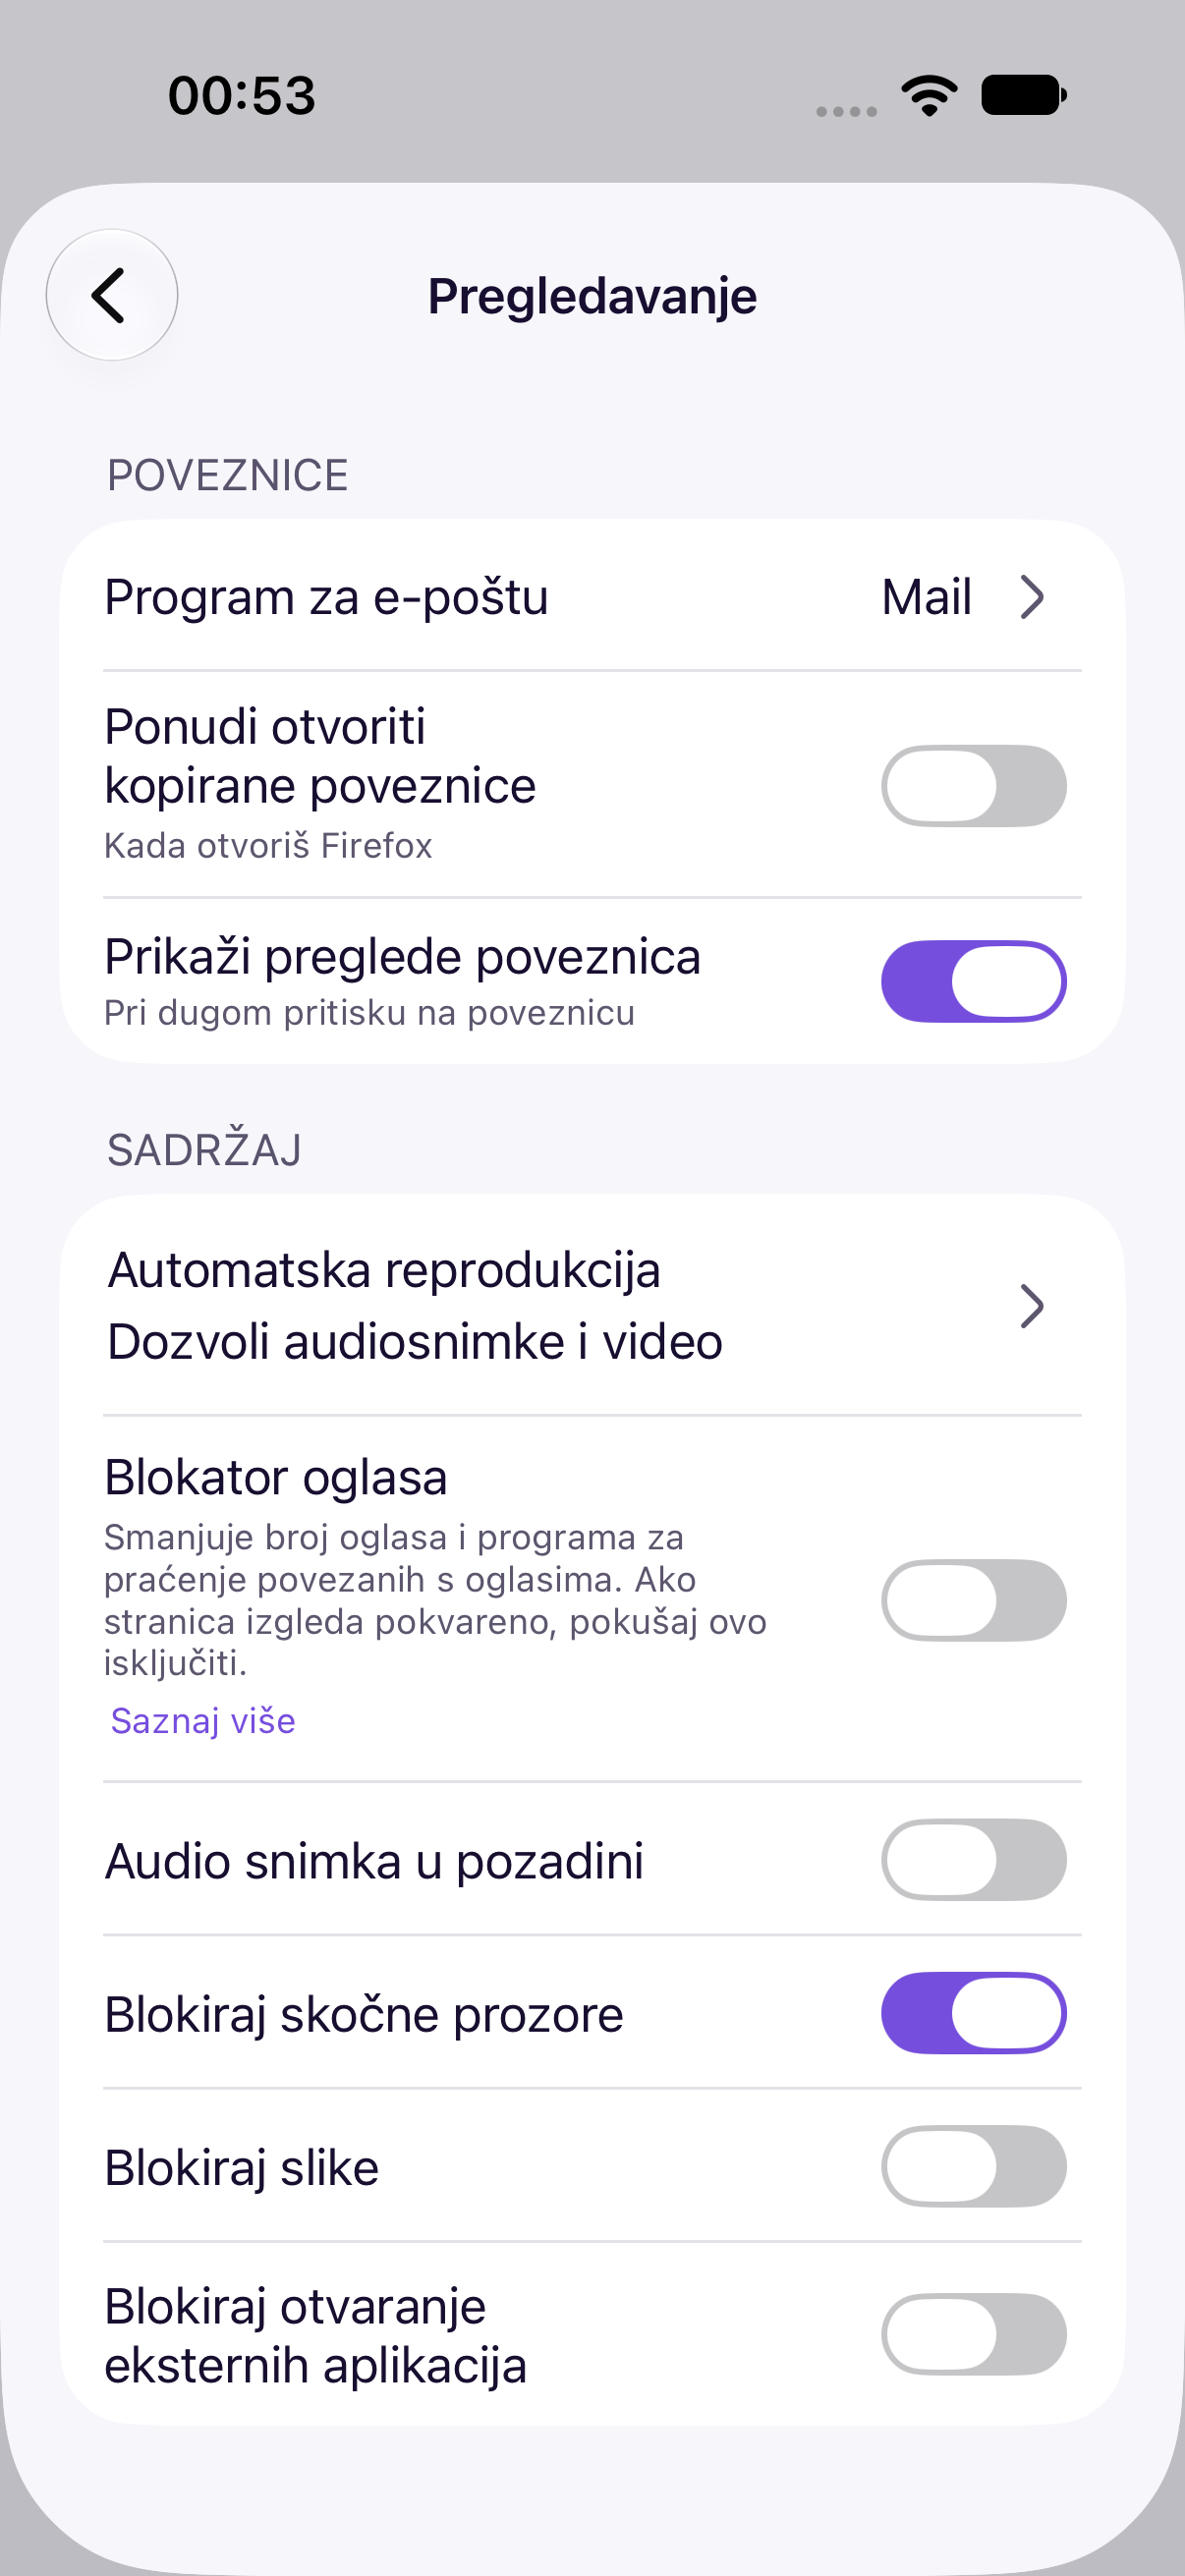 00:53
Pregledavanje
POVEZNICE
Program za e-poštu
Mail
Ponudi otvoriti
kopirane poveznice
Kada otvoriš Firefox
Prikaži preglede poveznica
Pri dugom pritisku na poveznicu
SADRŽAJ
Automatska reprodukcija
Dozvoli audiosnimke i video
Blokator oglasa
Smanjuje broj oglasa i programa za
praćenje povezanih s oglasima. Ako
stranica izgleda pokvareno, pokušaj ovo
isključiti.
Saznaj više
Audio snimka u pozadini
Blokiraj skočne prozore
Blokiraj slike
Blokiraj otvaranje
eksternih aplikacija